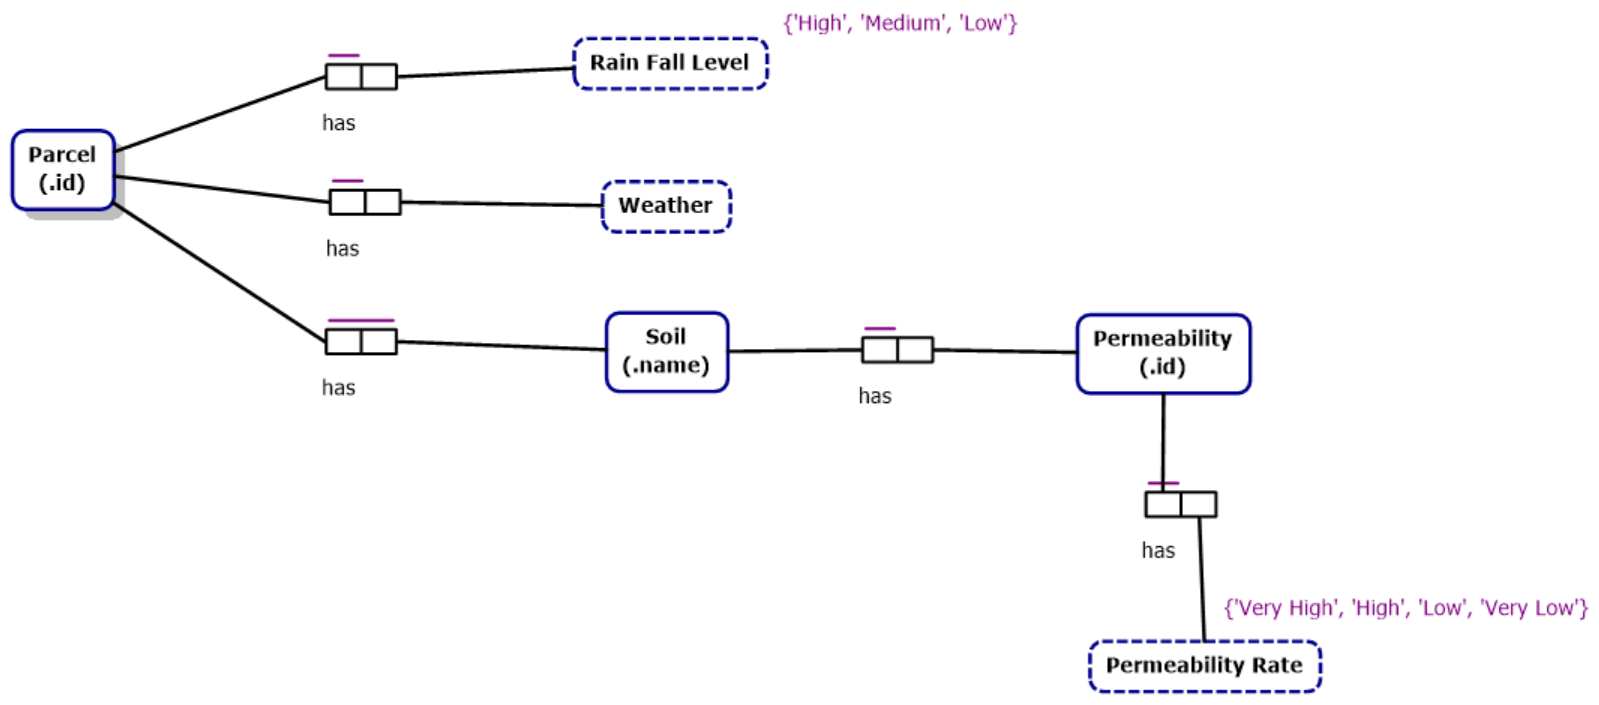 {'High', 'Medium', 'Low'}
Rain Fall Level
has
Parcel
(.id)
Weather
has
Soil
(.name)
Permeability
(.id)
has
has
has
{'Very High', 'High', 'Low', 'Very Low'}
Permeability Rate